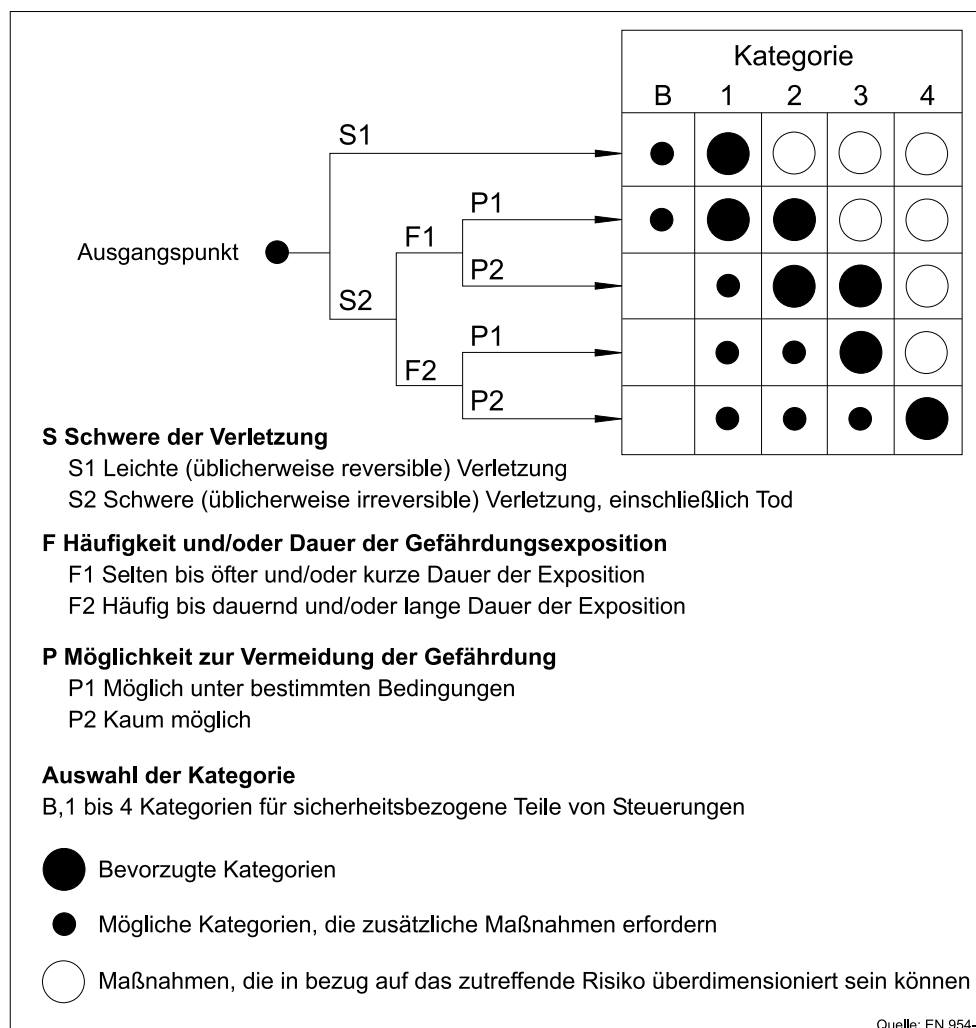 Kategorie
B 1 2 3 4
S1
P1
F1
Ausgangspunkt
P2
S2
P1
F2
P2
S Schwere der Verletzung
S1 Leichte (üblicherweise reversible) Verletzung
S2 Schwere (üblicherweise irreversible) Verletzung, einschließlich Tod
F Häufigkeit und/oder Dauer der Gefährdungsexposition
F1 Selten bis öfter und/oder kurze Dauer der Exposition
F2 Häufig bis dauernd und/oder lange Dauer der Exposition
P Möglichkeit zur Vermeidung der Gefährdung
P1 Möglich unter bestimmten Bedingungen
P2 Kaum möglich
Auswahl der Kategorie
B,1 bis 4 Kategorien für sicherheitsbezogene Teile von Steuerungen
Bevorzugte Kategorien
Mögliche Kategorien, die zusätzliche Maßnahmen erfordern
Maßnahmen, die in bezug auf das zutreffende Risiko überdimensioniert sein können
Quelle: EN 954-